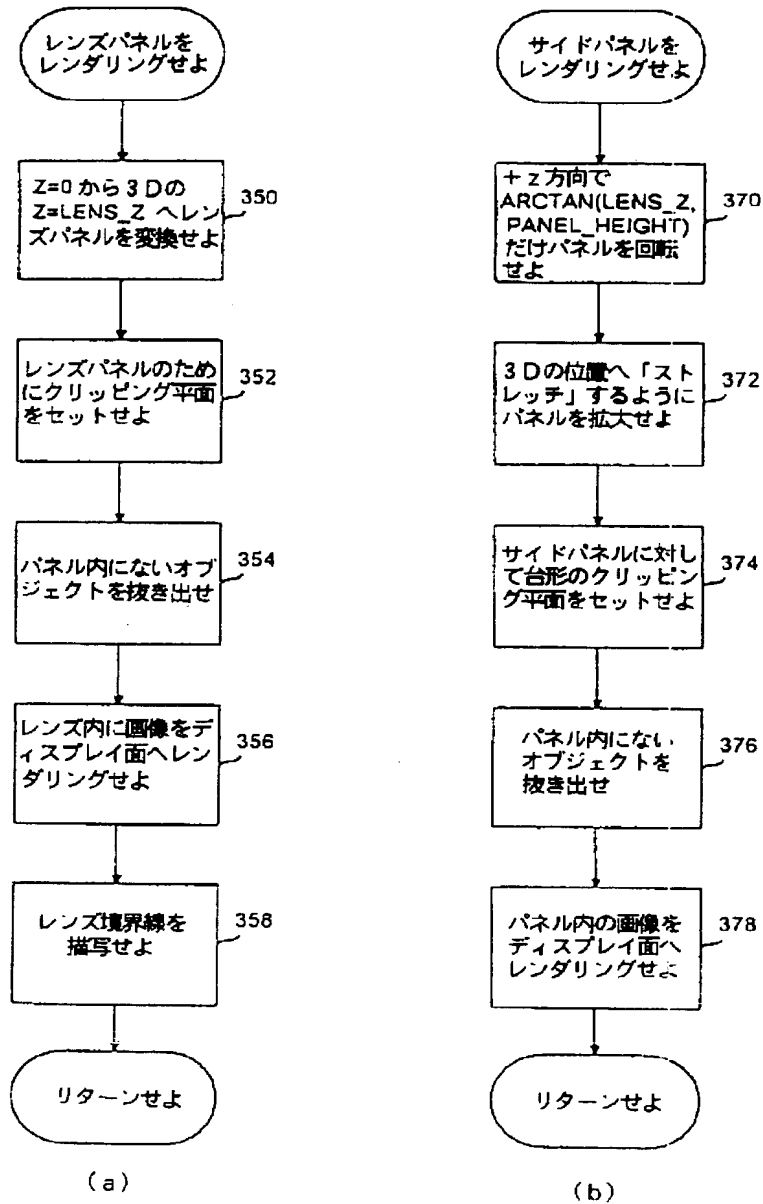 レンズパネルを
レンダリングせよ
Z=0 から3Dの
Z=LENS_Z へレン
ズパネルを変換せよ
350
レンズパネルのため
にクリッピング平面
をセットせよ
352
パネル内にないオブ
ジェクトを抜き出せ
354
レンズ内に画像をデ
ィスプレイ面へレン
ダリングせよ
356
レンズ境界線を
描写せよ
358
リターンせよ
(a)
サイドパネルを
レンダリングせよ
+z方向で
ARCTAN(LENS_Z,
PANEL_HEIGHT)
だけパネルを回転
せよ
370
3Dの位置へ「スト
レッチ」するように
パネルを拡大せよ
372
サイドパネルに対し
て台形のクリッピン
グ平面をセットせよ
374
パネル内にない
オブジェクトを
抜き出せ
376
パネル内の画像を
ディスプレイ面へ
レンダリングせよ
378
リターンせよ
(b)